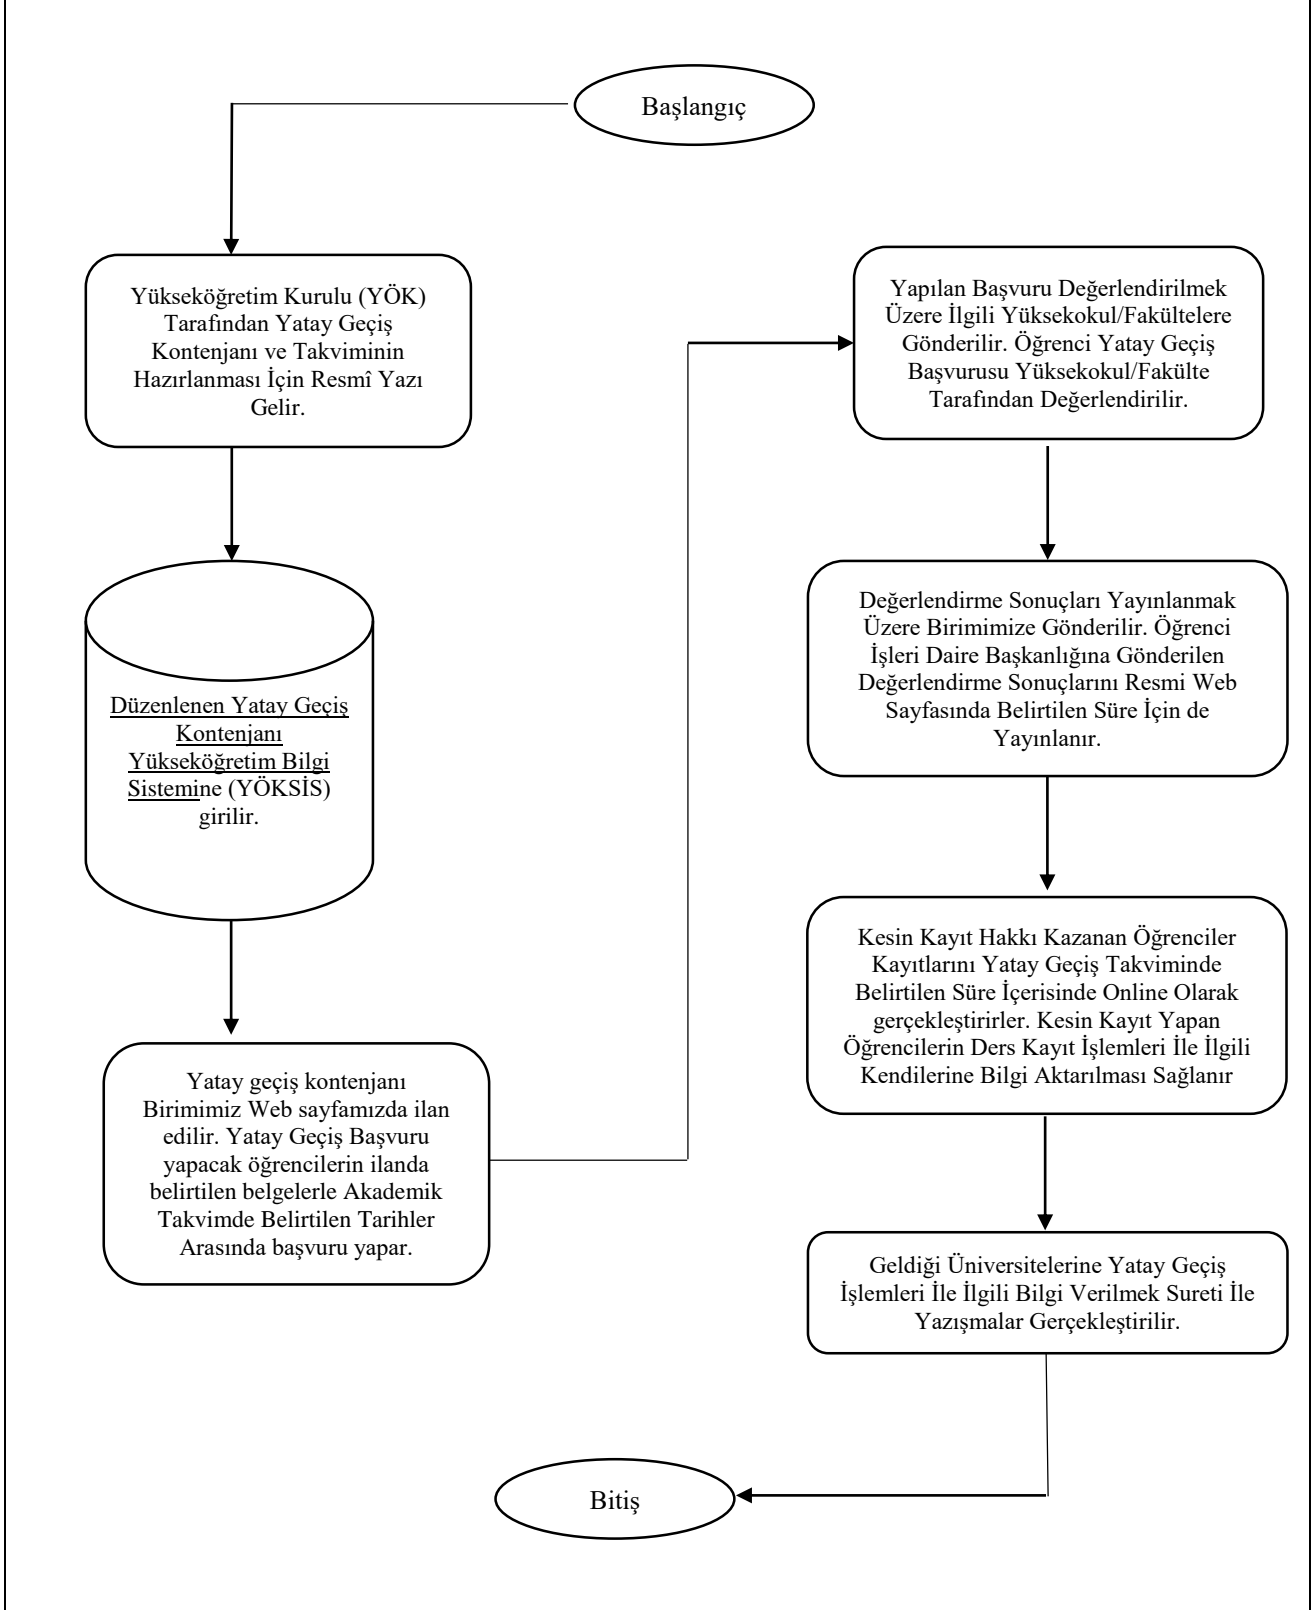 Başlangıç
Yükseköğretim Kurulu (YÖK)
Tarafından Yatay Geçiş
Kontenjanı ve Takviminin
Hazırlanması İçin Resmî Yazı
Gelir.
Düzenlenen Yatay Geçiş
Kontenjanı
Yükseköğretim Bilgi
Sistemine (YÖKSİS)
girilir.
Yatay geçiş kontenjanı
Birimimiz Web sayfamızda ilan
edilir. Yatay Geçiş Başvuru
yapacak öğrencilerin ilanda
belirtilen belgelerle Akademik
Takvimde Belirtilen Tarihler
Arasında başvuru yapar.
Yapılan Başvuru Değerlendirilmek
Üzere İlgili Yüksekokul/Fakültelere
Gönderilir. Öğrenci Yatay Geçiş
Başvurusu Yüksekokul/Fakülte
Tarafından Değerlendirilir.
Değerlendirme Sonuçları Yayınlanmak
Üzere Birimimize Gönderilir. Öğrenci
İşleri Daire Başkanlığına Gönderilen
Değerlendirme Sonuçlarını Resmi Web
Sayfasında Belirtilen Süre İçin de
Yayınlanır.
Kesin Kayıt Hakkı Kazanan Öğrenciler
Kayıtlarını Yatay Geçiş Takviminde
Belirtilen Süre İçerisinde Online Olarak
gerçekleştirirler. Kesin Kayıt Yapan
Öğrencilerin Ders Kayıt İşlemleri İle İlgili
Kendilerine Bilgi Aktarılması Sağlanır
Geldiği Üniversitelerine Yatay Geçiş
İşlemleri İle İlgili Bilgi Verilmek Sureti İle
Yazışmalar Gerçekleştirilir.
Bitiş